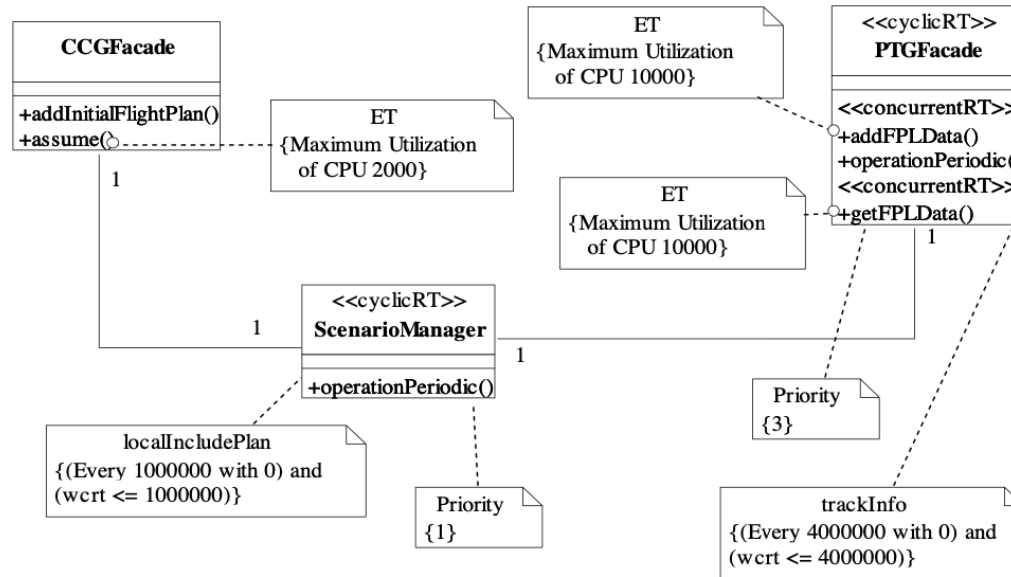 CCGFacade
+addInitialFlightPlan()
+assume()
ET
{Maximum Utilization
of CPU 2000}
ET
{Maximum Utilization
of CPU 10000}
<<cyclicRT>>
PTGFacade
<<concurrentRT>>
+addFPLData()
+operationPeriodic(
<<concurrentRT>>
+getFPLData()
ET
{Maximum Utilization
of CPU 10000}
1
1
1
1
<<cyclicRT>>
ScenarioManager
+operationPeriodic()
localIncludePlan
{(Every 1000000 with 0) and
(wcrt <= 1000000)}
Priority
{1}
Priority
{3}
trackInfo
{(Every 4000000 with 0) and
(wcrt <= 4000000)}